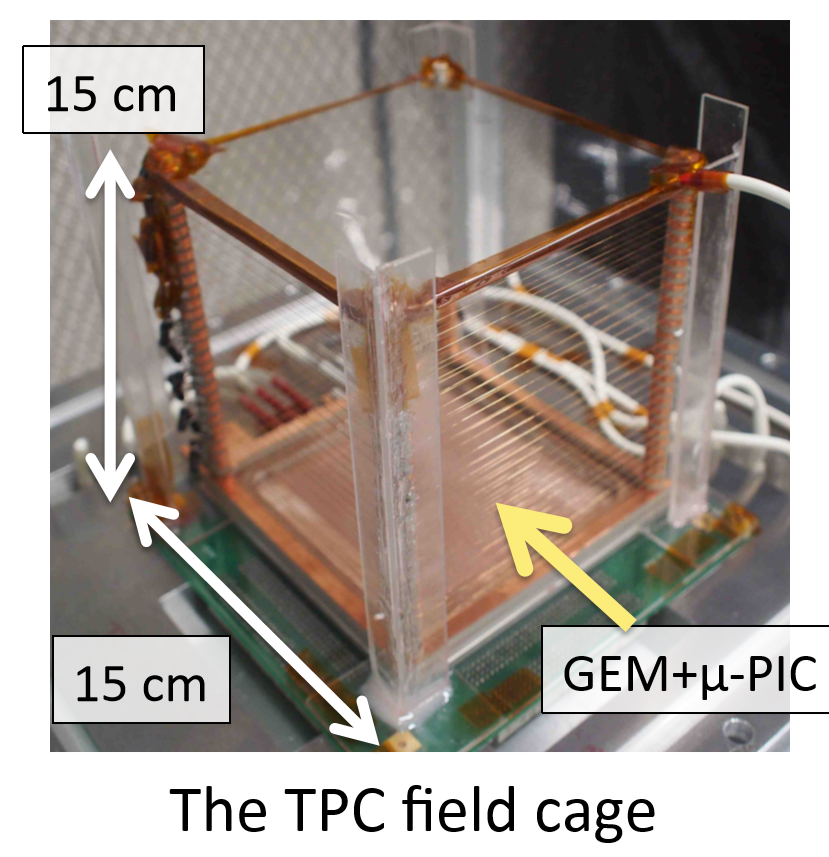 15 cm
15 cm
GEM+μ-PIC
The TPC field cage